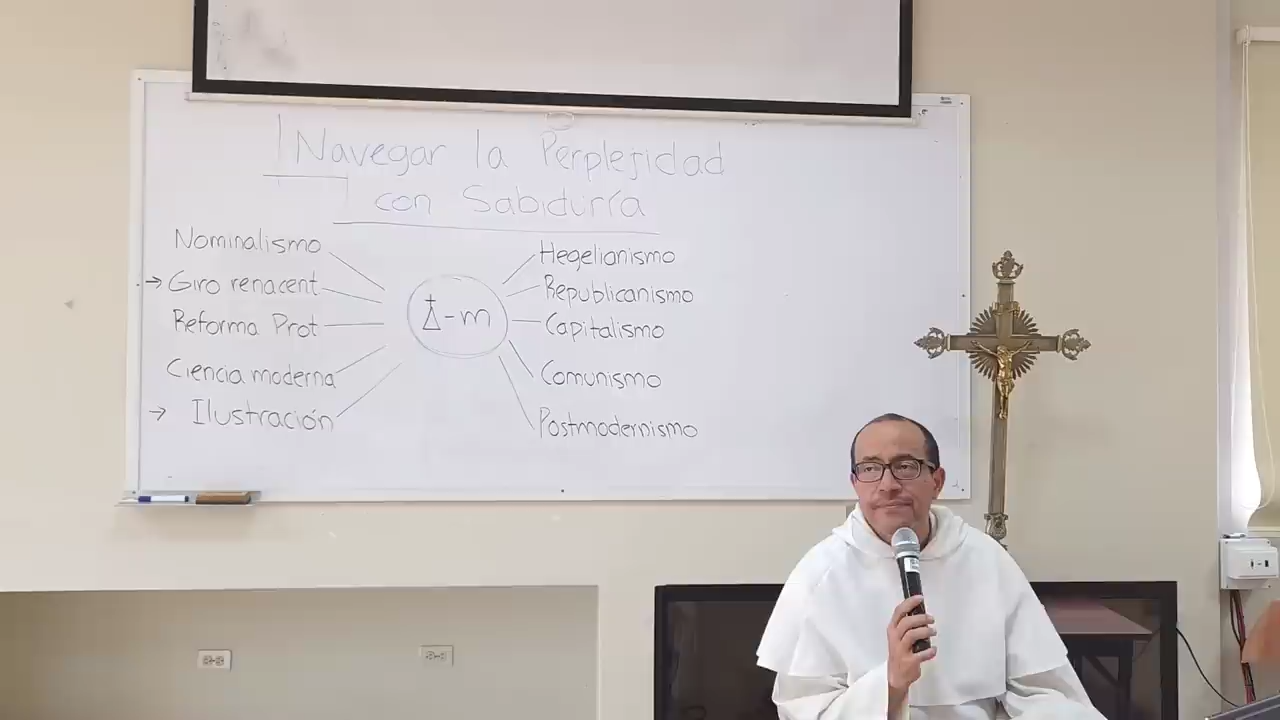 Navegar la Perplejidad
con Sabiduría
Nominalismo
→ Giro renacent
Reforma Prot
Ciencia moderna
→ Ilustración
-m
Hegelianismo
Republicanismo
Capitalismo
Comunismo
Postmodernismo